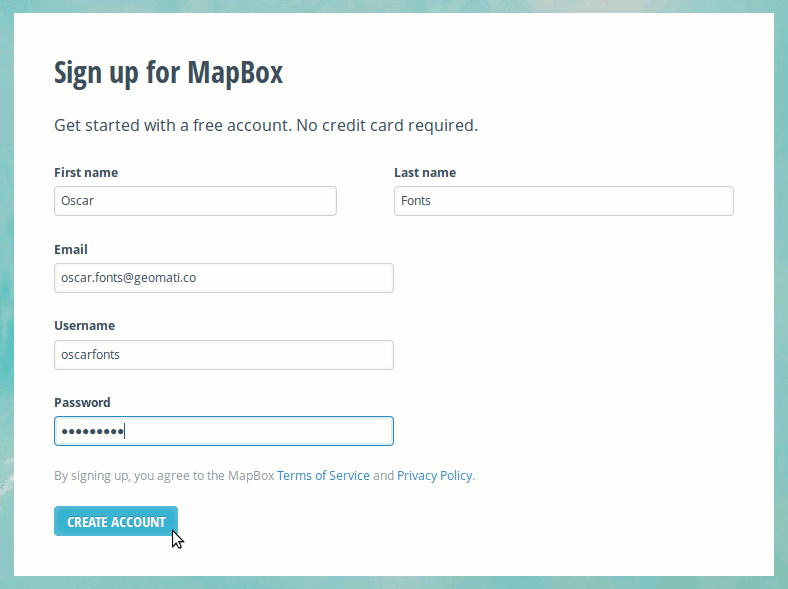 Sign up for MapBox
Get started with a free account. No credit card required.
First name
Last name
Oscar
Fonts
Email
oscar.fonts@geomati.co
Username
oscarfonts
Password
•••••••••
By signing up, you agree to the MapBox Terms of Service and Privacy Policy.
CREATE ACCOUNT